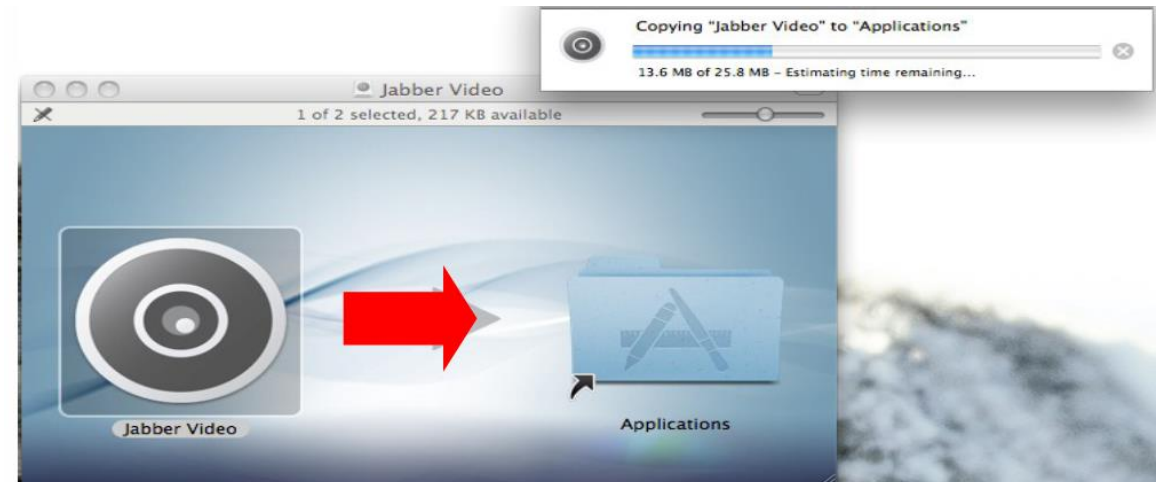 Copying "Jabber Video" to "Applications"
13.6 MB of 25.8 MB - Estimating time remaining...
Jabber Video
1 of 2 selected, 217 KB available
Jabber Video
Applications